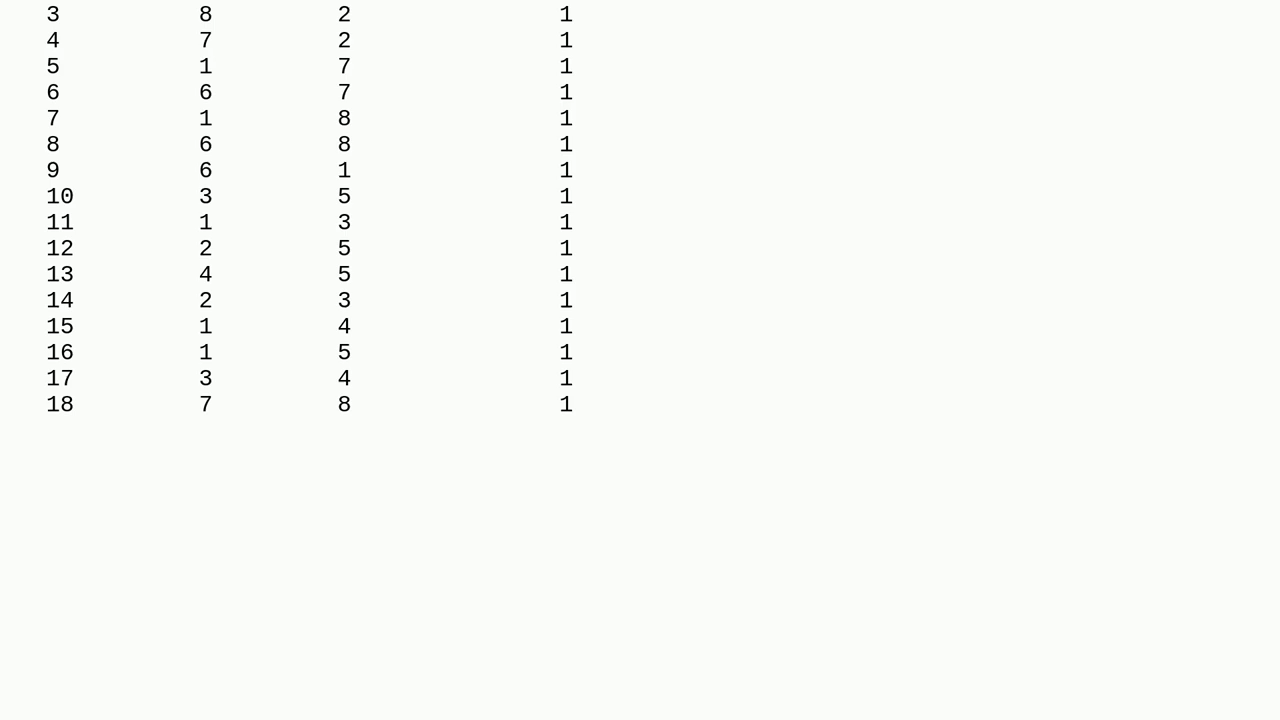 3 8 2 1
4 7 2 1
5 1 7 1
6 6 7 1
7 1 8 1
8 6 8 1
9 6 1 1
10 3 5 1
11 1 3 1
12 2 5 1
13 4 5 1
14 2 3 1
15 1 4 1
16 1 5 1
17 3 4 1
18 7 8 1